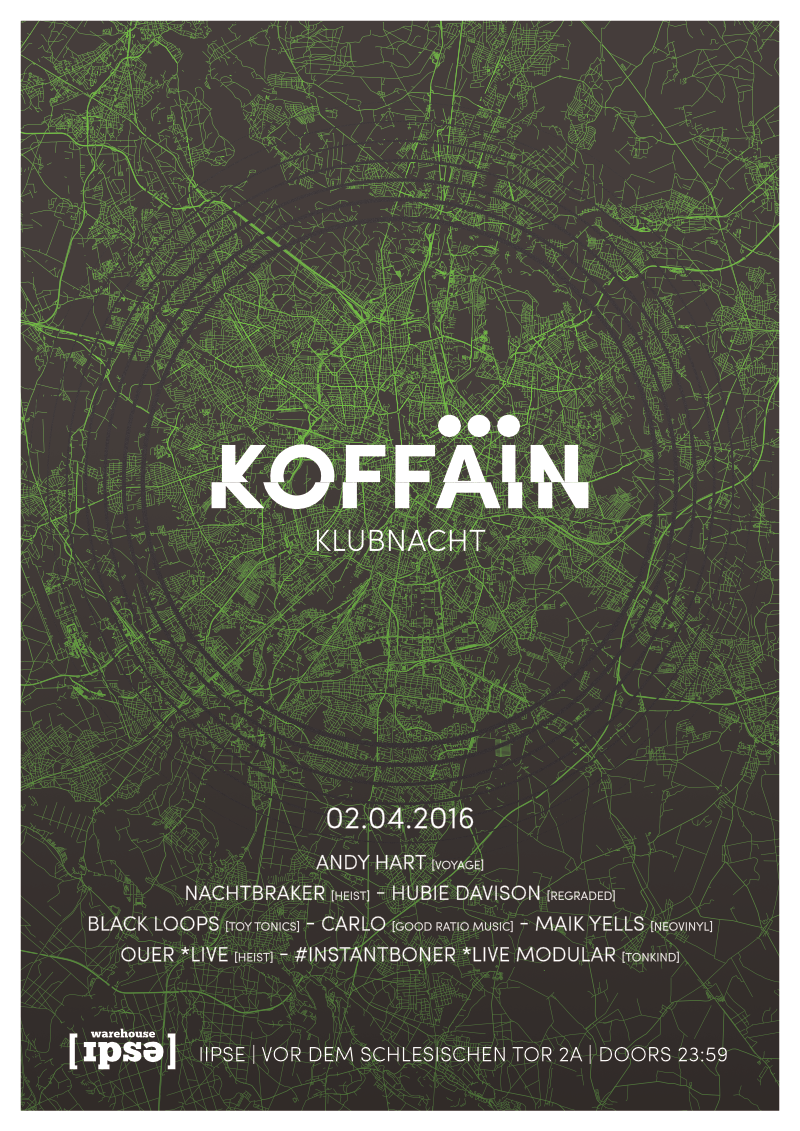 KOFFÄIN
KLUBNACHT
02.04.2016
ANDY HART [VOYAGE]
NACHTBRAKER [HEIST] - HUBIE DAVISON [REGRADED]
BLACK LOOPS [TOY TONICS] - CARLO [GOOD RATIO MUSIC] - MAIK YELLS [NEOVINYL]
OUER *LIVE [HEIST] - #INSTANTBONER *LIVE MODULAR [TONKIND]
warehouse
[ɪpsə]
IIPSE | VOR DEM SCHLESISCHEN TOR 2A | DOORS 23:59